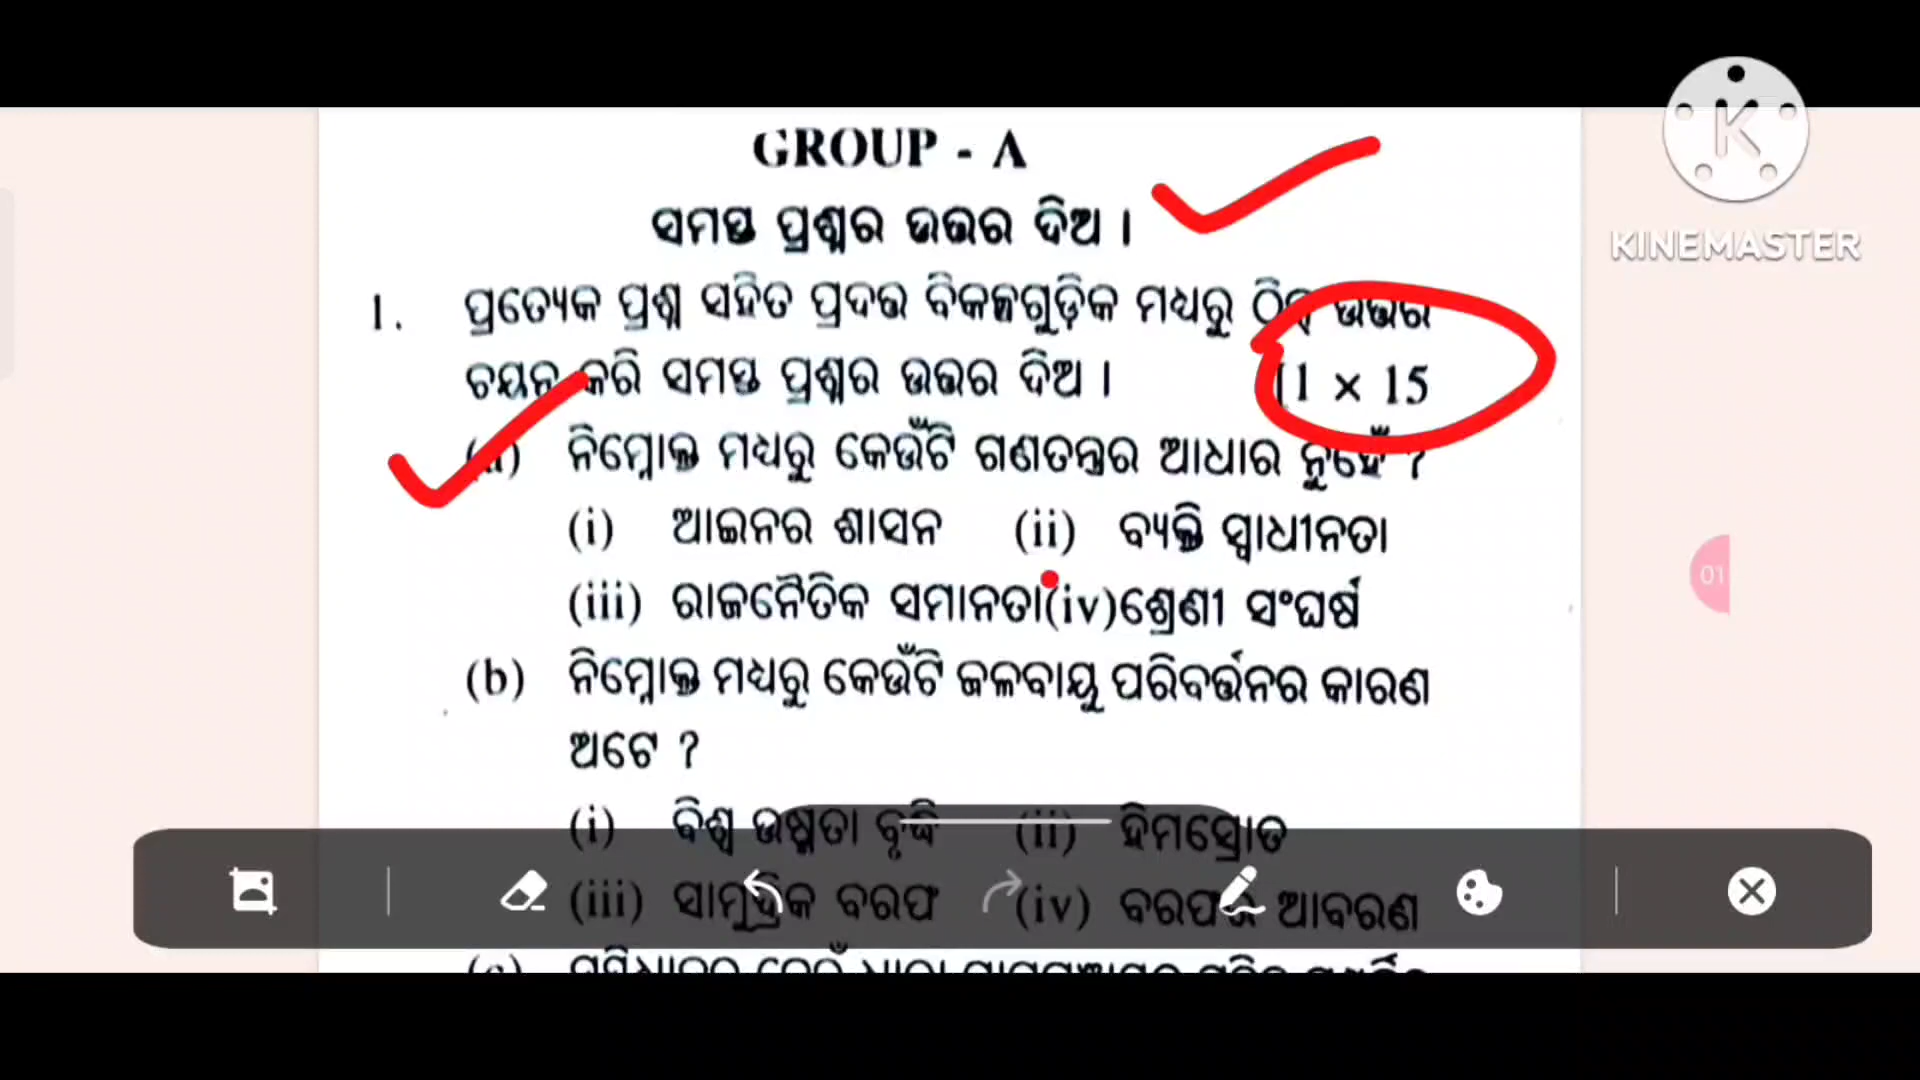 GROUP - A
ସମସ୍ତ ପ୍ରଶ୍ନର ଉତ୍ତର ଦିଅ ।
1. ପ୍ରତ୍ୟେକ ପ୍ରଶ୍ନ ସହିତ ପ୍ରଦତ୍ତ ବିକଳ୍ପଗୁଡ଼ିକ ମଧ୍ୟରୁ ଠିକ୍ ଉତ୍ତର
ଚୟନ କରି ସମସ୍ତ ପ୍ରଶ୍ନର ଉତ୍ତର ଦିଅ । [1 × 15
(a) ନିମ୍ନୋକ୍ତ ମଧ୍ୟରୁ କେଉଁଟି ଗଣତନ୍ତ୍ରର ଆଧାର ନୁହେଁ ?
(i) ଆଇନର ଶାସନ (ii) ବ୍ୟକ୍ତି ସ୍ୱାଧୀନତା
(iii) ରାଜନୈତିକ ସମାନତା (iv) ଶ୍ରେଣୀ ସଂଘର୍ଷ
(b) ନିମ୍ନୋକ୍ତ ମଧ୍ୟରୁ କେଉଁଟି ଜଳବାୟୁ ପରିବର୍ତ୍ତନର କାରଣ
ଅଟେ ?
(i) ବିଶ୍ୱ ଉଷ୍ମତା ବୃଦ୍ଧି (ii) ହିମସ୍ରୋତ
(iii) ସାମୁଦ୍ରିକ ବରଫ (iv) ବରଫର ଆବରଣ
KINEMASTER
01